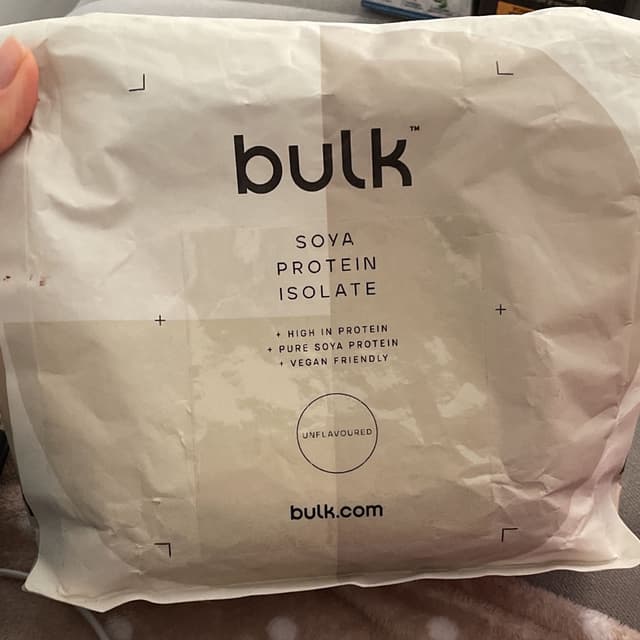 bulk™
SOYA
PROTEIN
ISOLATE
+ HIGH IN PROTEIN
+ PURE SOYA PROTEIN
+ VEGAN FRIENDLY
UNFLAVOURED
bulk.com